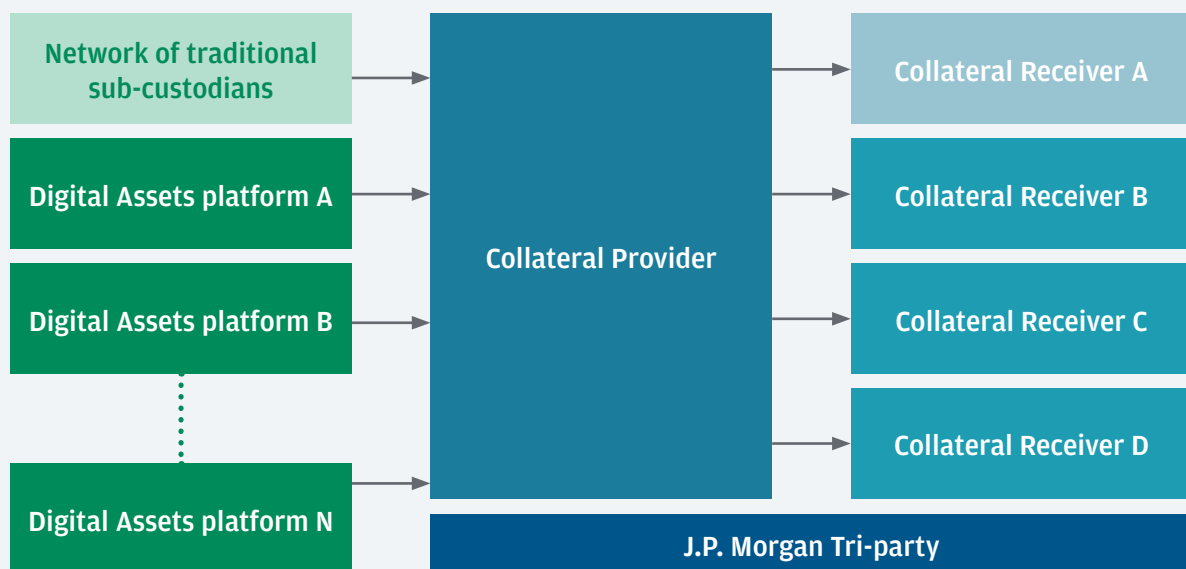 Network of traditional
sub-custodians
Digital Assets platform A
Digital Assets platform B
Digital Assets platform N
Collateral Provider
Collateral Receiver A
Collateral Receiver B
Collateral Receiver C
Collateral Receiver D
J.P. Morgan Tri-party